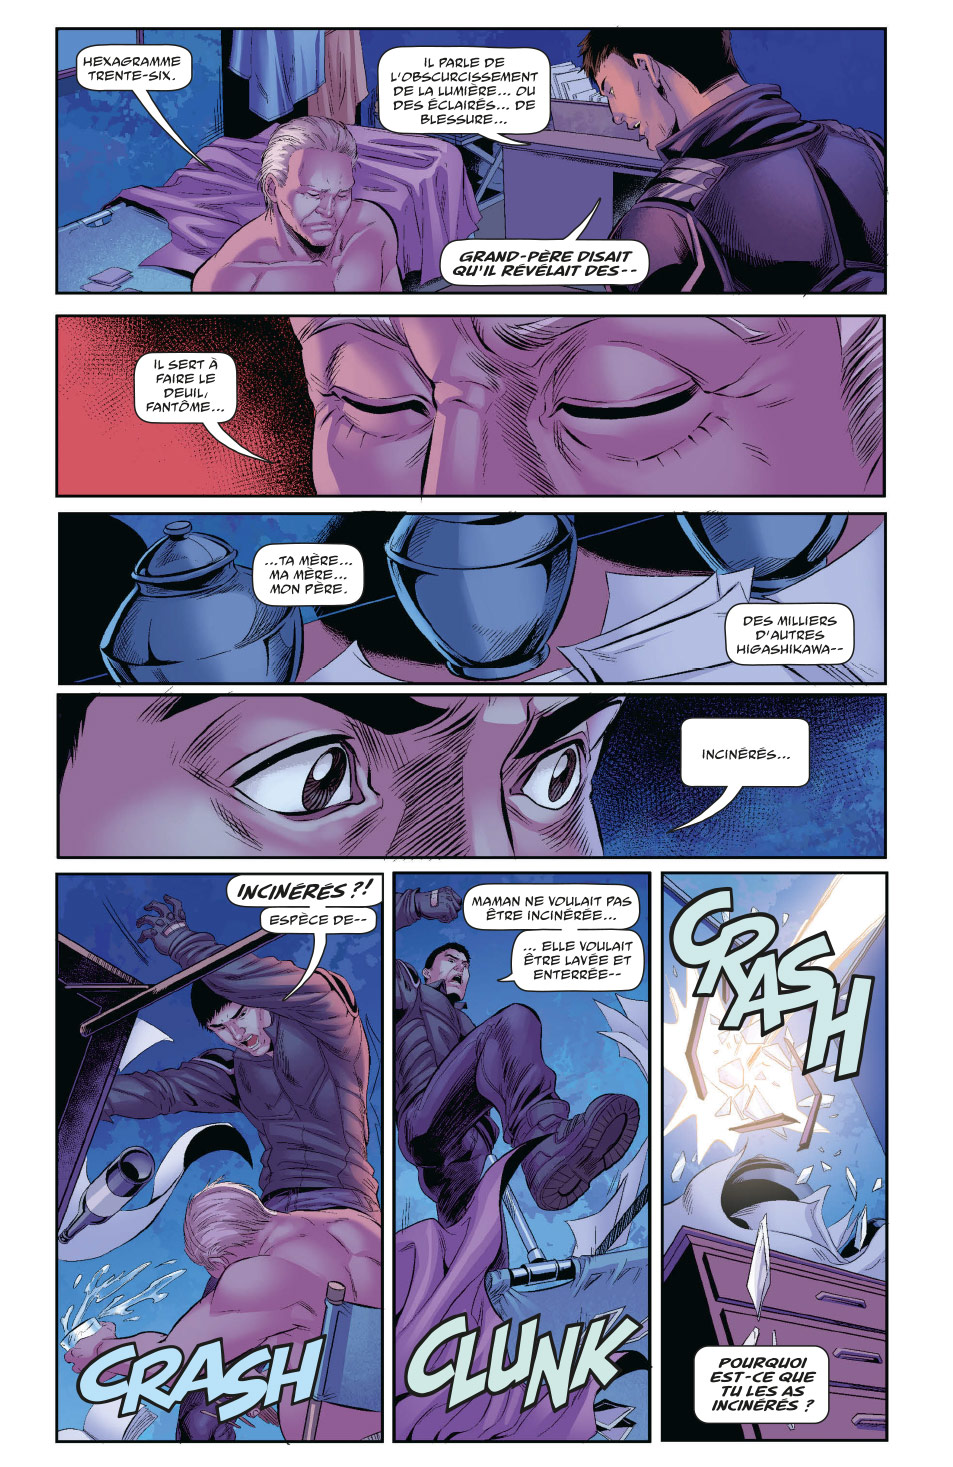 HEXAGRAMME
TRENTE-SIX.
IL PARLE DE
L'OBSCURCISSEMENT
DE LA LUMIÈRE... OU
DES ÉCLAIRÉS... DE
BLESSURE...
GRAND-PÈRE DISAIT
QU'IL RÉVÉLAIT DES--
IL SERT À
FAIRE LE
DEUIL,
FANTÔME...
...TA MÈRE...
MA MÈRE...
MON PÈRE.
DES MILLIERS
D'AUTRES
HIGASHIKAWA--
INCINÉRÉS...
INCINÉRÉS ?!
ESPÈCE DE--
CRASH
MAMAN NE VOULAIT PAS
ÊTRE INCINÉRÉE...
... ELLE VOULAIT
ÊTRE LAVÉE ET
ENTERRÉE--
CLUNK
CRASH
POURQUOI
EST-CE QUE
TU LES AS
INCINÉRÉS ?